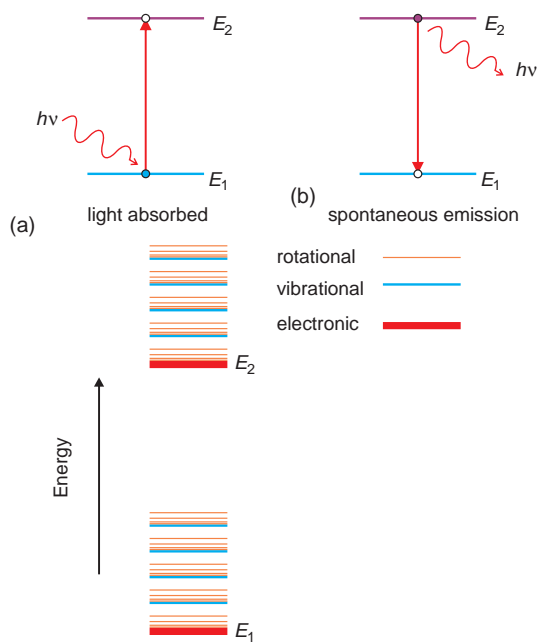 E2
E2
hν
hν
E1
E1
light absorbed
(b)
spontaneous emission
(a)
rotational
vibrational
electronic
E2
Energy
E1